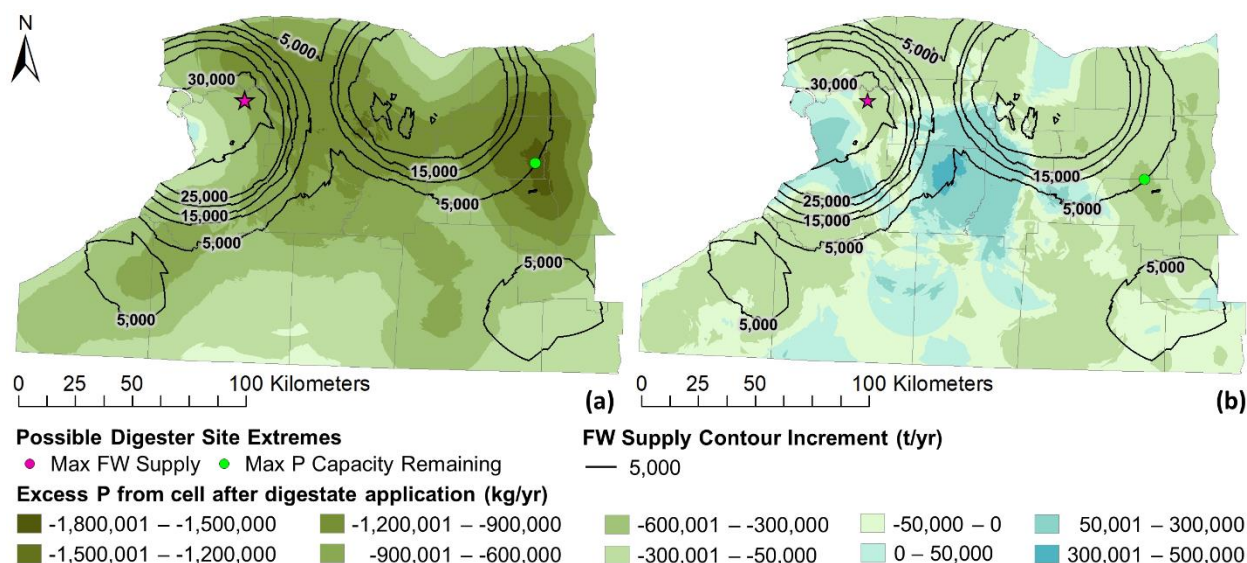 N
5,000
30,000
15,000
5,000
25,000
15,000
5,000
5,000
5,000
0 25 50 100 Kilometers
(a)
5,000
30,000
15,000
5,000
25,000
15,000
5,000
5,000
5,000
0 25 50 100 Kilometers
(b)
Possible Digester Site Extremes
Max FW Supply Max P Capacity Remaining
FW Supply Contour Increment (t/yr)
5,000
Excess P from cell after digestate application (kg/yr)
-1,800,001 – -1,500,000 -1,200,001 – -900,000 -600,001 – -300,000 -50,000 – 0 50,001 – 300,000
-1,500,001 – -1,200,000 -900,001 – -600,000 -300,001 – -50,000 0 – 50,000 300,001 – 500,000